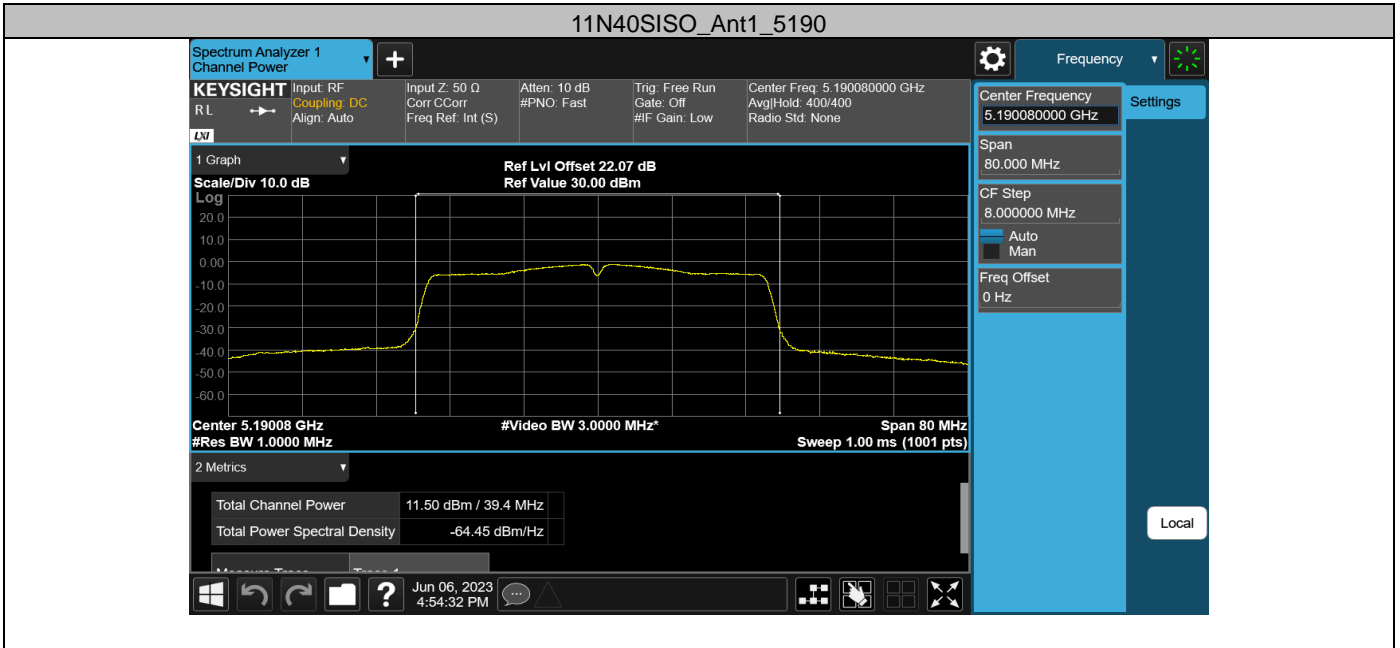 11N40SISO_Ant1_5190
Spectrum Analyzer 1
Channel Power
Frequency
KEYSIGHT
RL
LXI
Input: RF
Coupling: DC
Align: Auto
Input Z: 50 Ω
Corr CCorr
Freq Ref: Int (S)
Atten: 10 dB
#PNO: Fast
Trig: Free Run
Gate: Off
#IF Gain: Low
Center Freq: 5.190080000 GHz
Avg|Hold: 400/400
Radio Std: None
Center Frequency
5.190080000 GHz
Settings
Span
80.000 MHz
CF Step
8.000000 MHz
Auto
Man
Freq Offset
0 Hz
Local
1 Graph
Scale/Div 10.0 dB
Ref Lvl Offset 22.07 dB
Ref Value 30.00 dBm
Log
20.0
10.0
0.00
-10.0
-20.0
-30.0
-40.0
-50.0
-60.0
Center 5.19008 GHz
#Video BW 3.0000 MHz*
Span 80 MHz
#Res BW 1.0000 MHz
Sweep 1.00 ms (1001 pts)
2 Metrics
Total Channel Power 11.50 dBm / 39.4 MHz
Total Power Spectral Density -64.45 dBm/Hz
Jun 06, 2023
4:54:32 PM